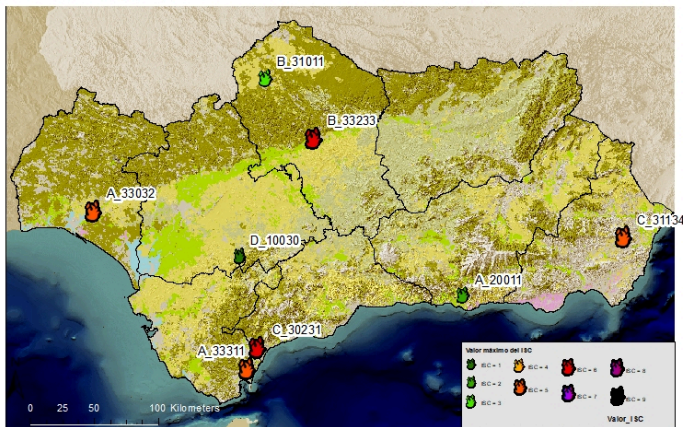 B_31011
B_33233
A_33032
C_31134
D_10030
A_20011
C_30231
A_33311
Valor máximo del ISC
ISC = 1 ISC = 4 ISC = 6 ISC = 8
ISC = 2 ISC = 5 ISC = 7 ISC = 9
ISC = 3
Valor_ISC
0 25 50 100 Kilometers